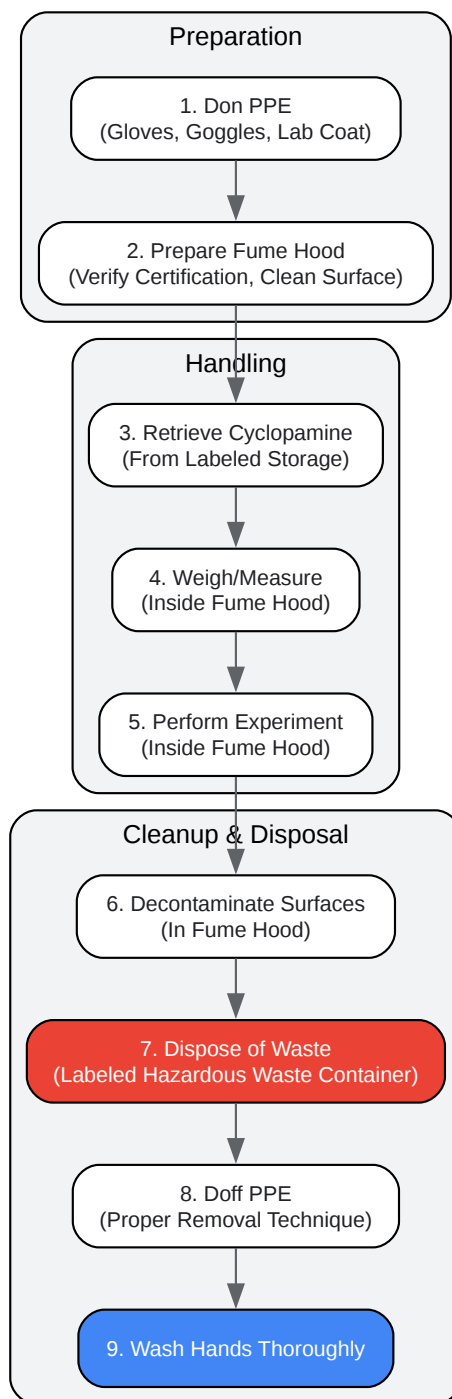 Preparation
1. Don PPE
(Gloves, Goggles, Lab Coat)
2. Prepare Fume Hood
(Verify Certification, Clean Surface)
Handling
3. Retrieve Cyclopamine
(From Labeled Storage)
4. Weigh/Measure
(Inside Fume Hood)
5. Perform Experiment
(Inside Fume Hood)
Cleanup & Disposal
6. Decontaminate Surfaces
(In Fume Hood)
7. Dispose of Waste
(Labeled Hazardous Waste Container)
8. Doff PPE
(Proper Removal Technique)
9. Wash Hands Thoroughly